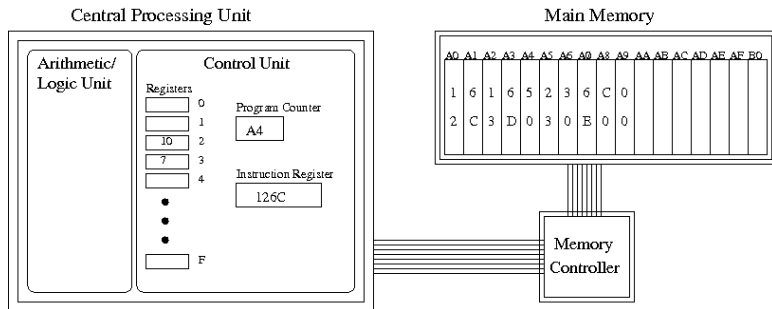 Central Processing Unit
Main Memory
Arithmetic/
Logic Unit
Control Unit
Registers
0
1
10 2
7 3
4
F
Program Counter
A4
Instruction Register
126C
A0 A1 A2 A3 A4 A5 A6 A0 A8 A9 AA AB AC AD AE AF B0
1 6 1 6 5 2 3 6 C 0
2 C 3 D 0 3 0 B 0 0
Memory
Controller